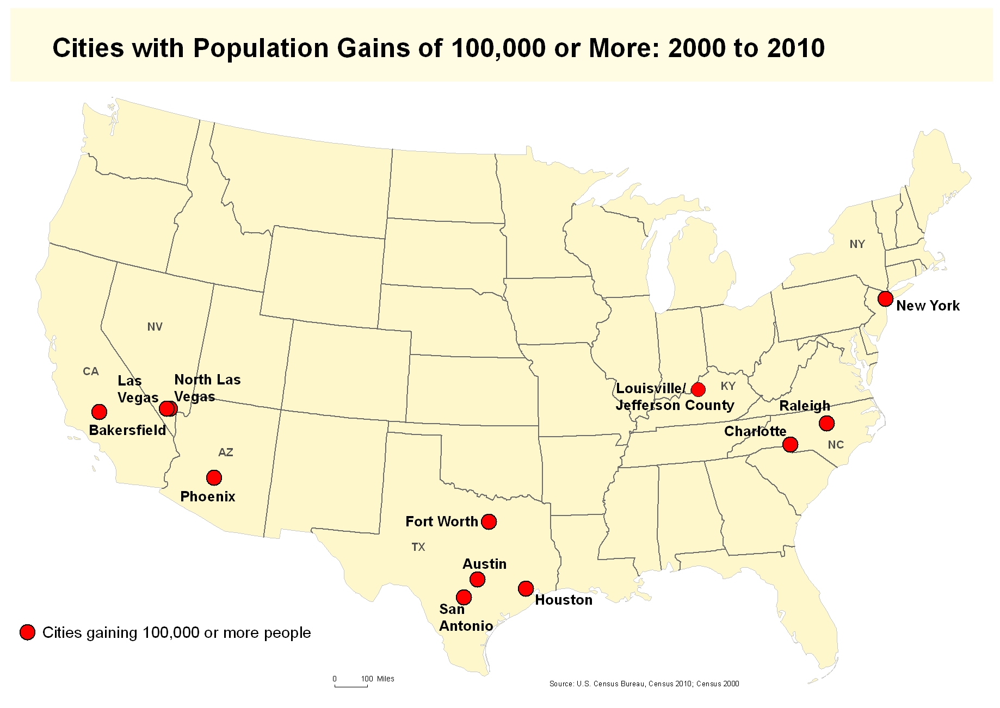 Cities with Population Gains of 100,000 or More: 2000 to 2010
NY
New York
NV
CA
Las
Vegas
North Las
Vegas
Bakersfield
AZ
Phoenix
Louisville/
Jefferson County
KY
Raleigh
Charlotte
NC
Fort Worth
TX
Austin
San
Antonio
Houston
Cities gaining 100,000 or more people
0 100 Miles
Source: U.S. Census Bureau, Census 2010; Census 2000